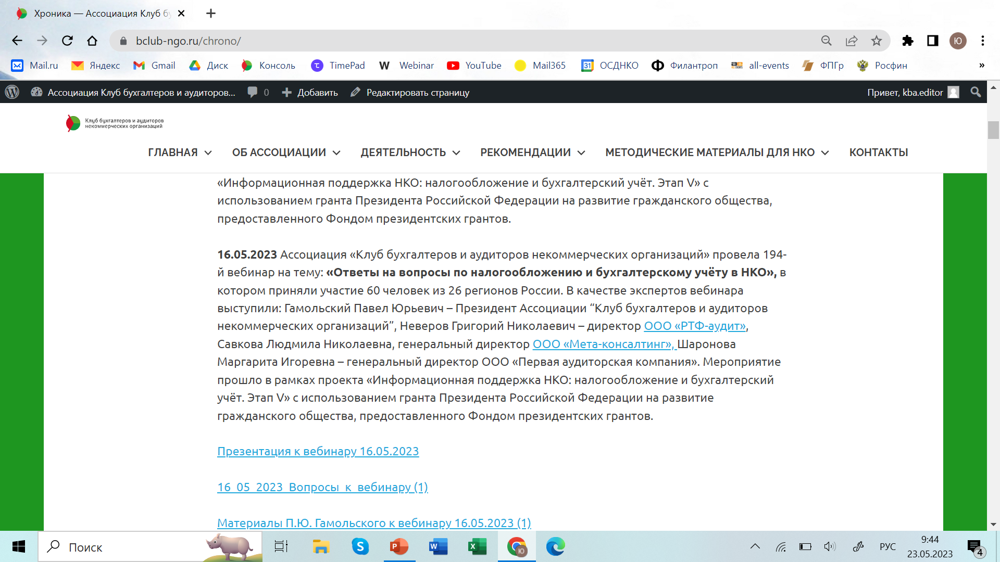 Хроника — Ассоциация Клуб б
bclub-ngo.ru/chrono/
Ю
Mail.ru
Яндекс
Gmail
Диск
Консоль
TimePad
W
Webinar
YouTube
Mail365
31
ОСДНКО
Филантроп
all-events
ФПГр
Росфин
»
Ассоциация Клуб бухгалтеров и аудиторов...
0
Добавить
Редактировать страницу
Привет, kba.editor
Клуб бухгалтеров и аудиторов
некоммерческих организаций
ГЛАВНАЯ
ОБ АССОЦИАЦИИ
ДЕЯТЕЛЬНОСТЬ
РЕКОМЕНДАЦИИ
МЕТОДИЧЕСКИЕ МАТЕРИАЛЫ ДЛЯ НКО
КОНТАКТЫ
«Информационная поддержка НКО: налогообложение и бухгалтерский учёт. Этап V» с
использованием гранта Президента Российской Федерации на развитие гражданского общества,
предоставленного Фондом президентских грантов.
16.05.2023 Ассоциация «Клуб бухгалтеров и аудиторов некоммерческих организаций» провела 194-
й вебинар на тему: «Ответы на вопросы по налогообложению и бухгалтерскому учёту в НКО», в
котором приняли участие 60 человек из 26 регионов России. В качестве экспертов вебинара
выступили: Гамольский Павел Юрьевич – Президент Ассоциации “Клуб бухгалтеров и аудиторов
некоммерческих организаций”, Неверов Григорий Николаевич – директор ООО «РТФ-аудит»,
Савкова Людмила Николаевна, генеральный директор ООО «Мета-консалтинг», Шаронова
Маргарита Игоревна – генеральный директор ООО «Первая аудиторская компания». Мероприятие
прошло в рамках проекта «Информационная поддержка НКО: налогообложение и бухгалтерский
учёт. Этап V» с использованием гранта Президента Российской Федерации на развитие
гражданского общества, предоставленного Фондом президентских грантов.
Презентация к вебинару 16.05.2023
16_05_2023_Вопросы_к_вебинару (1)
Материалы П.Ю. Гамольского к вебинару 16.05.2023 (1)
Поиск
РУС
9:44
23.05.2023
4